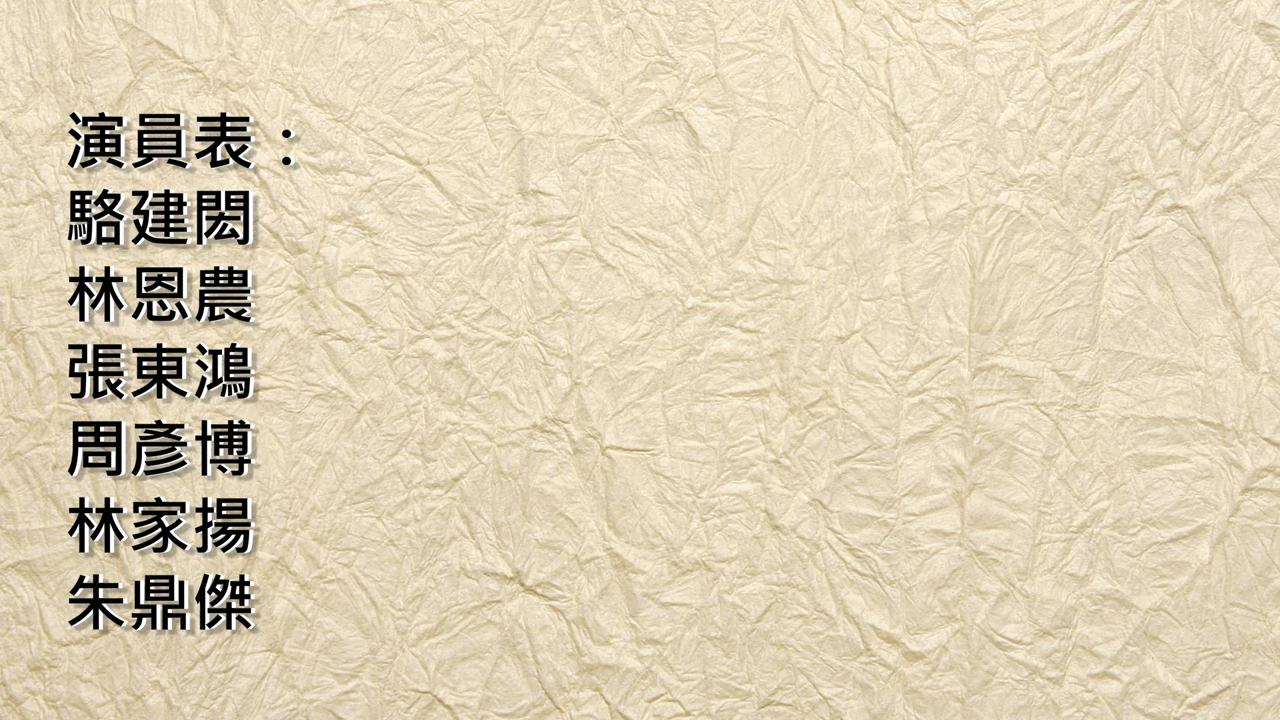 演員表：
駱建閎
林恩農
張東鴻
周彥博
林家揚
朱鼎傑